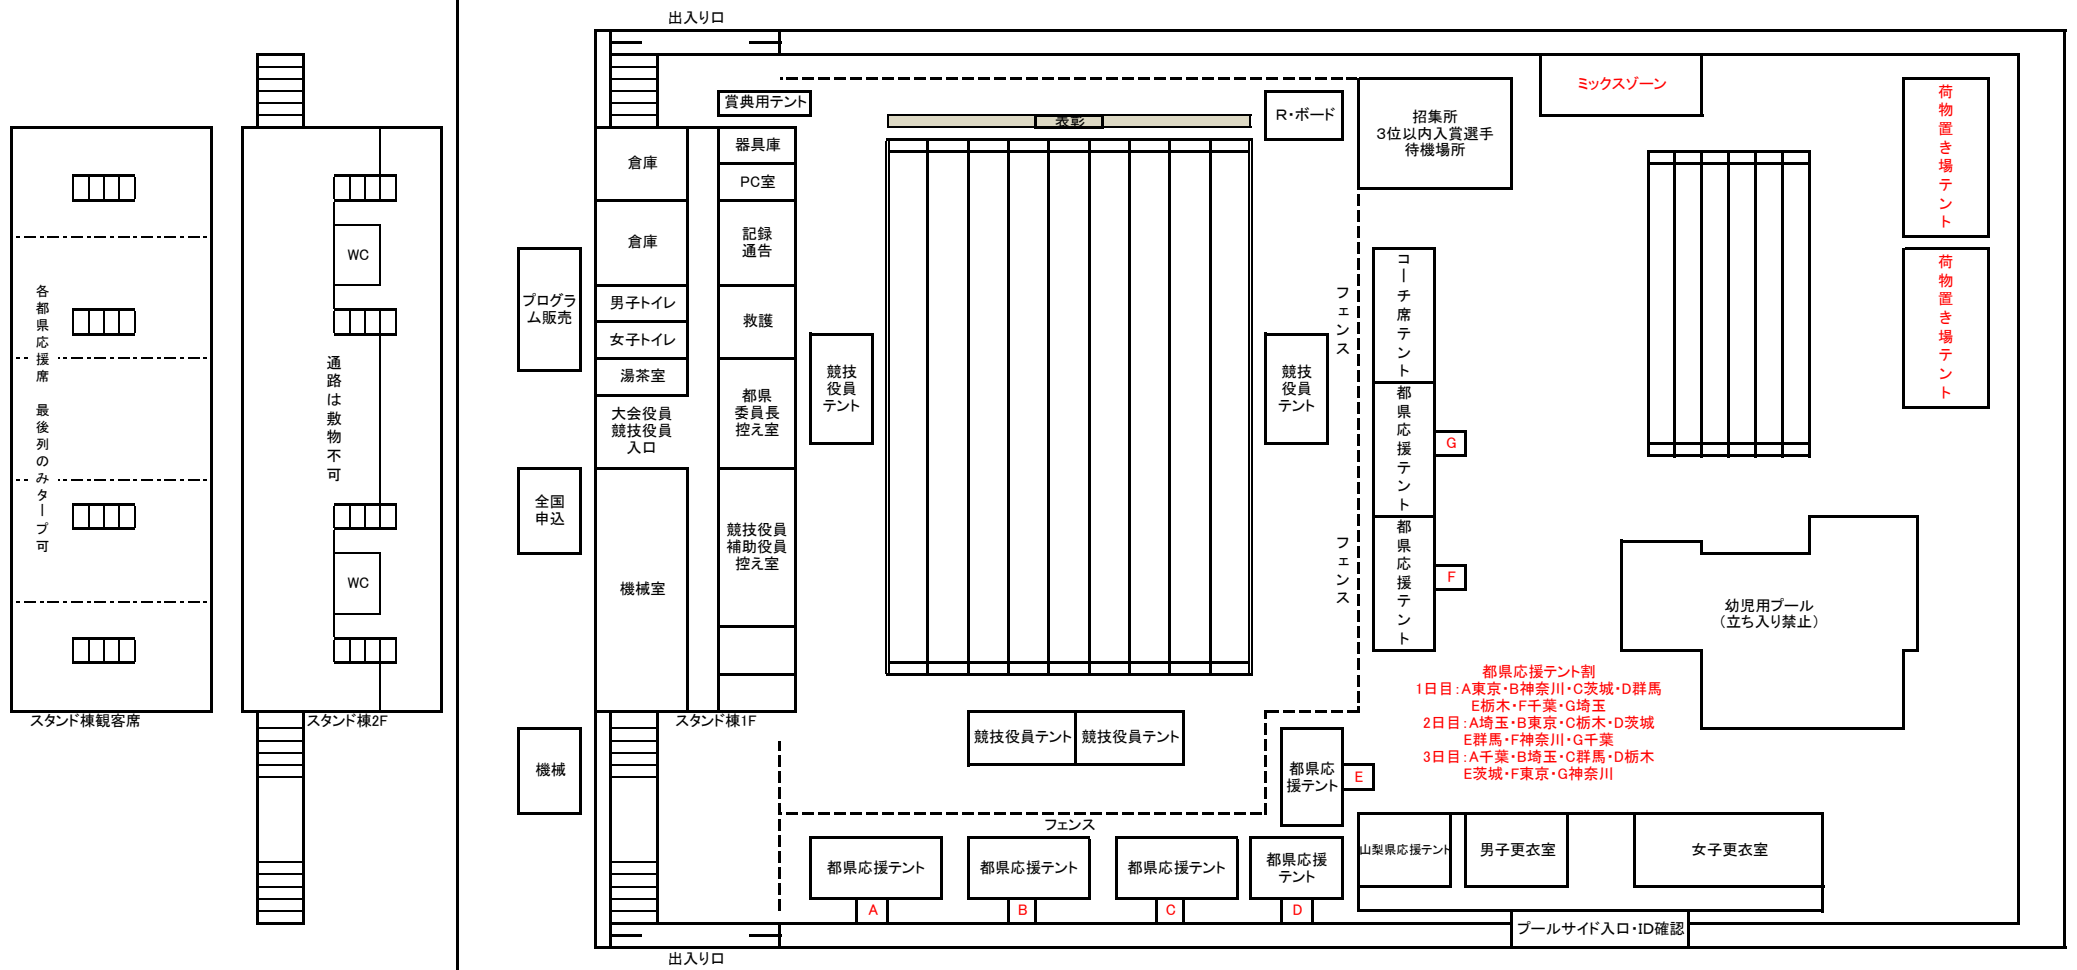 出入り口
ミックスゾーン
賞典用テント
表彰
R・ボード
招集所
3位以内入賞選手
待機場所
荷物置き場テント
荷物置き場テント
倉庫
器具庫
PC室
倉庫
記録
通告
WC
各都県応援席 最後列のみタープ可
通路は敷物不可
プログラ
ム販売
男子トイレ
女子トイレ
湯茶室
救護
大会役員
競技役員
入口
都県
委員長
控え室
競技
役員
テント
競技
役員
テント
フェンス
コーチ席テント
都県応援テント
G
全国
申込
競技役員
補助役員
控え室
機械室
フェンス
都県応援テント
F
WC
幼児用プール
(立ち入り禁止)
スタンド棟観客席
スタンド棟2F
スタンド棟1F
都県応援テント割
1日目:A東京・B神奈川・C茨城・D群馬
E栃木・F千葉・G埼玉
2日目:A埼玉・B東京・C栃木・D茨城
E群馬・F神奈川・G千葉
3日目:A千葉・B埼玉・C群馬・D栃木
E茨城・F東京・G神奈川
機械
競技役員テント
競技役員テント
都県応
援テント
E
フェンス
都県応援テント
都県応援テント
都県応援テント
都県応援
テント
山梨県応援テント
男子更衣室
女子更衣室
A
B
C
D
プールサイド入口・ID確認
出入り口